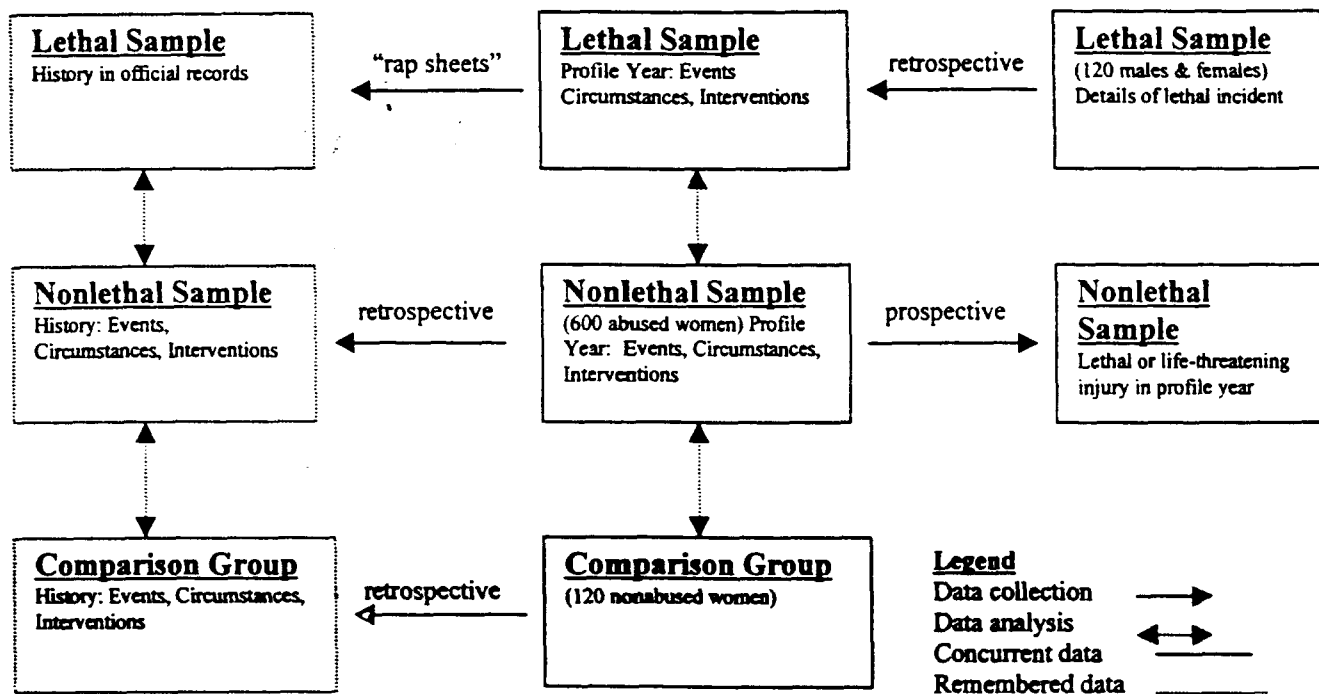 Lethal Sample
History in official records
“rap sheets”
Lethal Sample
Profile Year: Events
Circumstances, Interventions
retrospective
Lethal Sample
(120 males & females)
Details of lethal incident
Nonlethal Sample
History: Events,
Circumstances, Interventions
retrospective
Nonlethal Sample
(600 abused women) Profile
Year: Events, Circumstances,
Interventions
prospective
Nonlethal
Sample
Lethal or life-threatening
injury in profile year
Comparison Group
History: Events, Circumstances,
Interventions
retrospective
Comparison Group
(120 nonabused women)
Legend
Data collection
Data analysis
Concurrent data
Remembered data